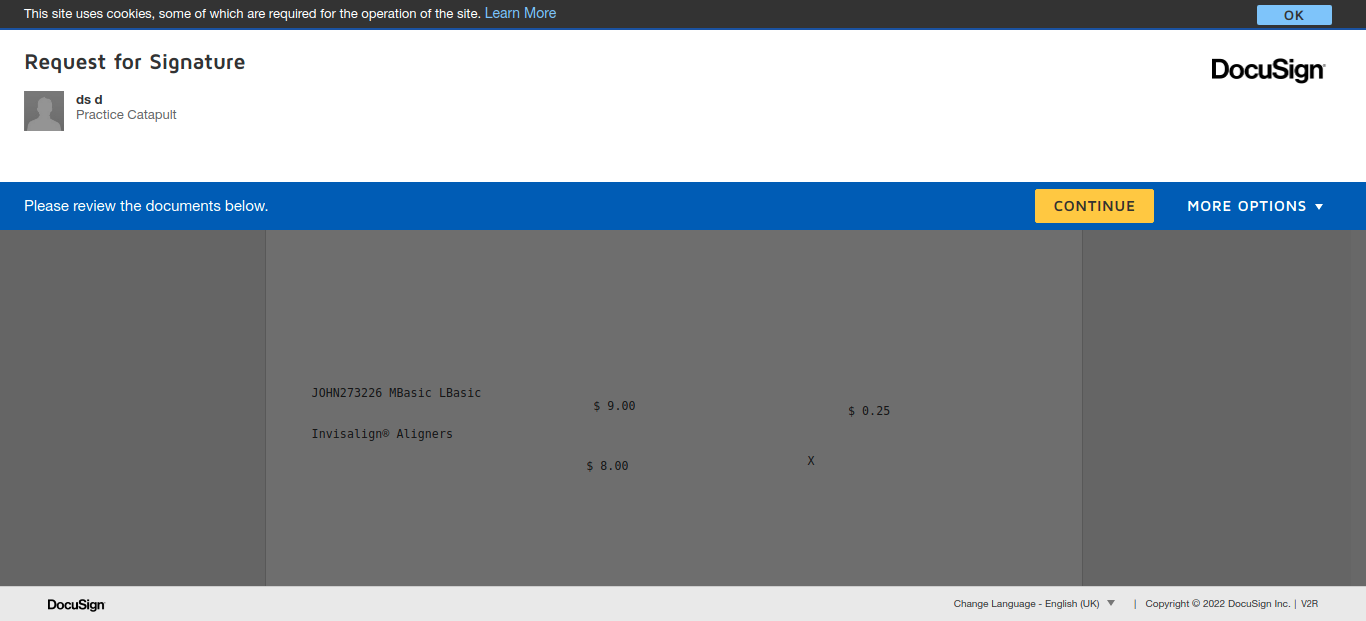 This site uses cookies, some of which are required for the operation of the site. Learn More
OK
Request for Signature
DocuSign
ds d
Practice Catapult
Please review the documents below.
CONTINUE
MORE OPTIONS
JOHN273226 MBasic LBasic
$ 9.00
$ 0.25
Invisalign® Aligners
$ 8.00
X
DocuSign
Change Language - English (UK) | Copyright © 2022 DocuSign Inc. | V2R